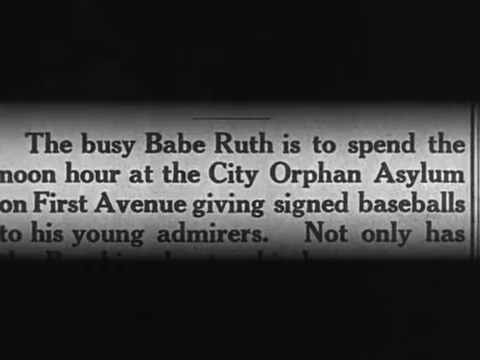 The busy Babe Ruth is to spend the
noon hour at the City Orphan Asylum
on First Avenue giving signed baseballs
to his young admirers. Not only has